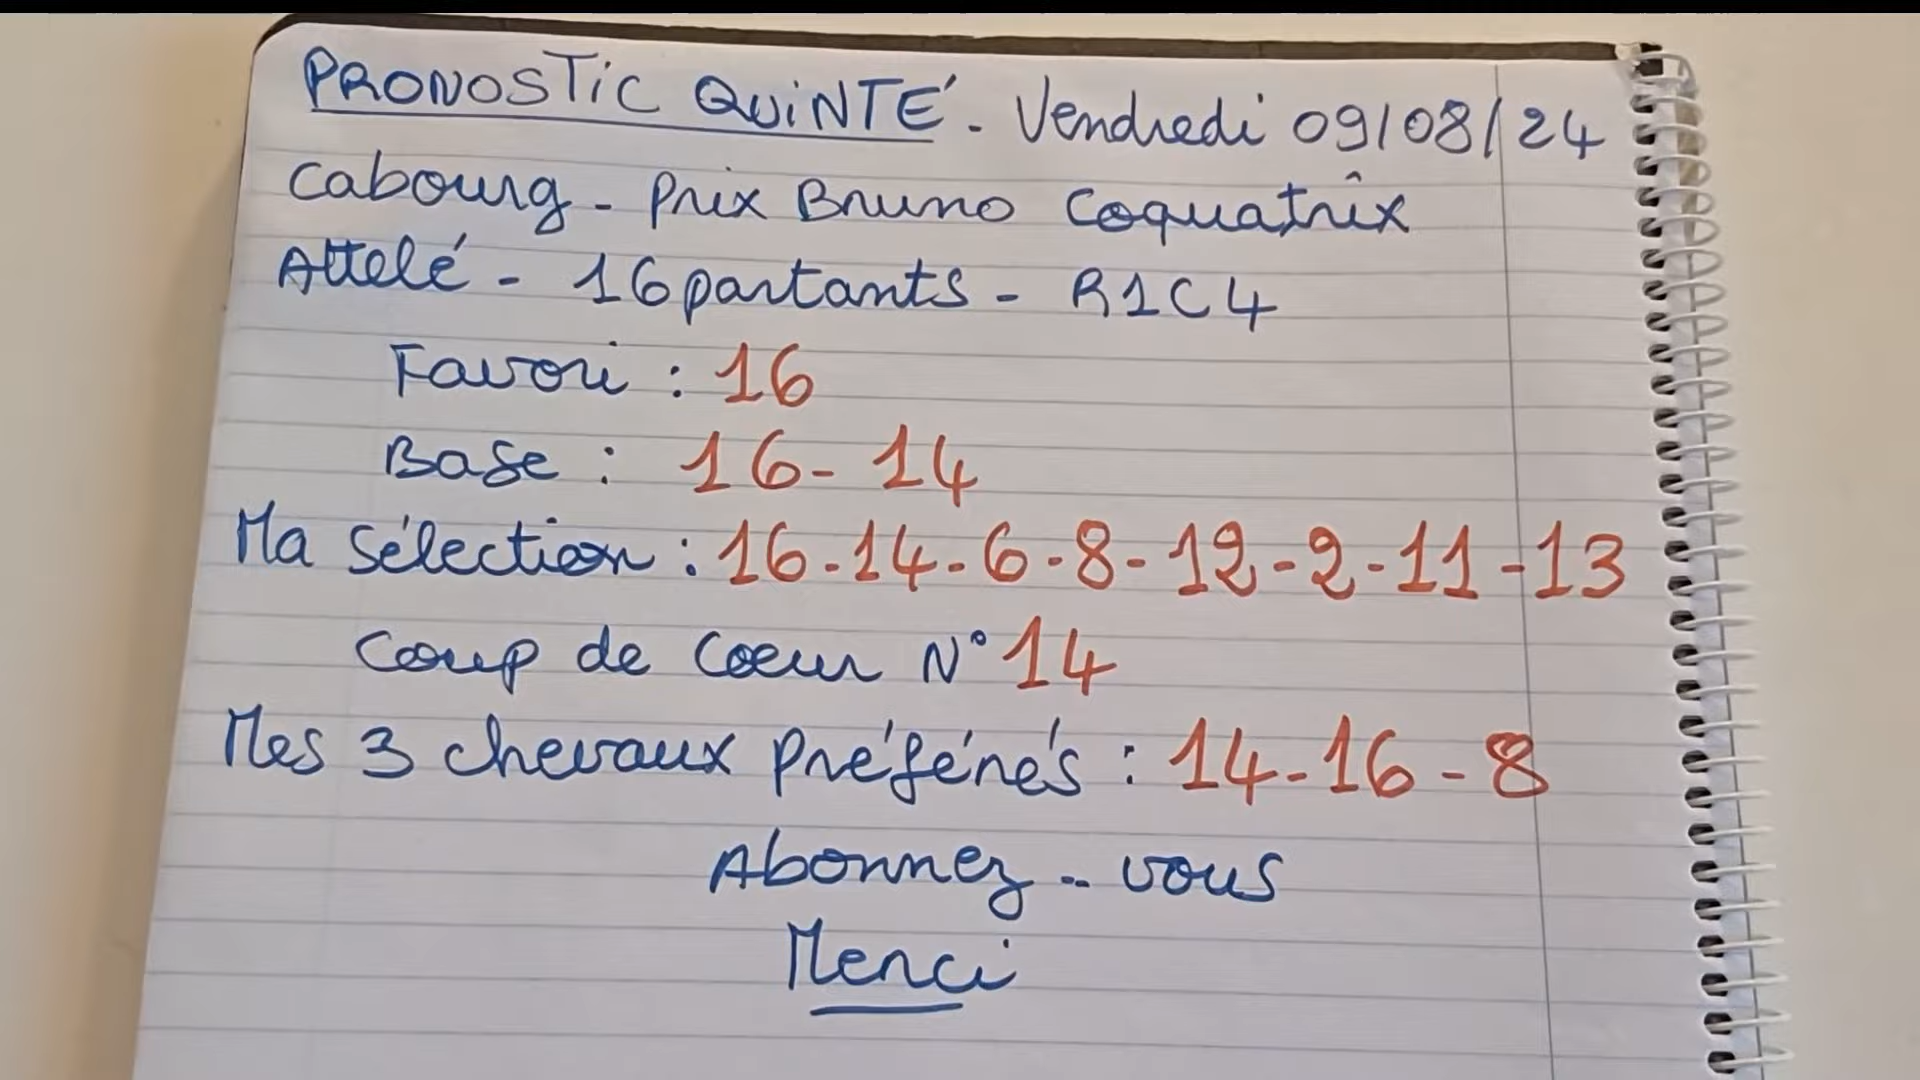 PRONOSTIC QUINTÉ - Vendredi 09/08/24
Cabourg - Prix Bruno Coquatrîx
Attelé - 16 partants - R1C4
Favori : 16
Base : 16 - 14
Ma sélection : 16 - 14 - 6 - 8 - 12 - 2 - 11 - 13
Coup de coeur N° 14
Mes 3 chevaux préférés : 14 - 16 - 8
Abonnez - vous
Merci